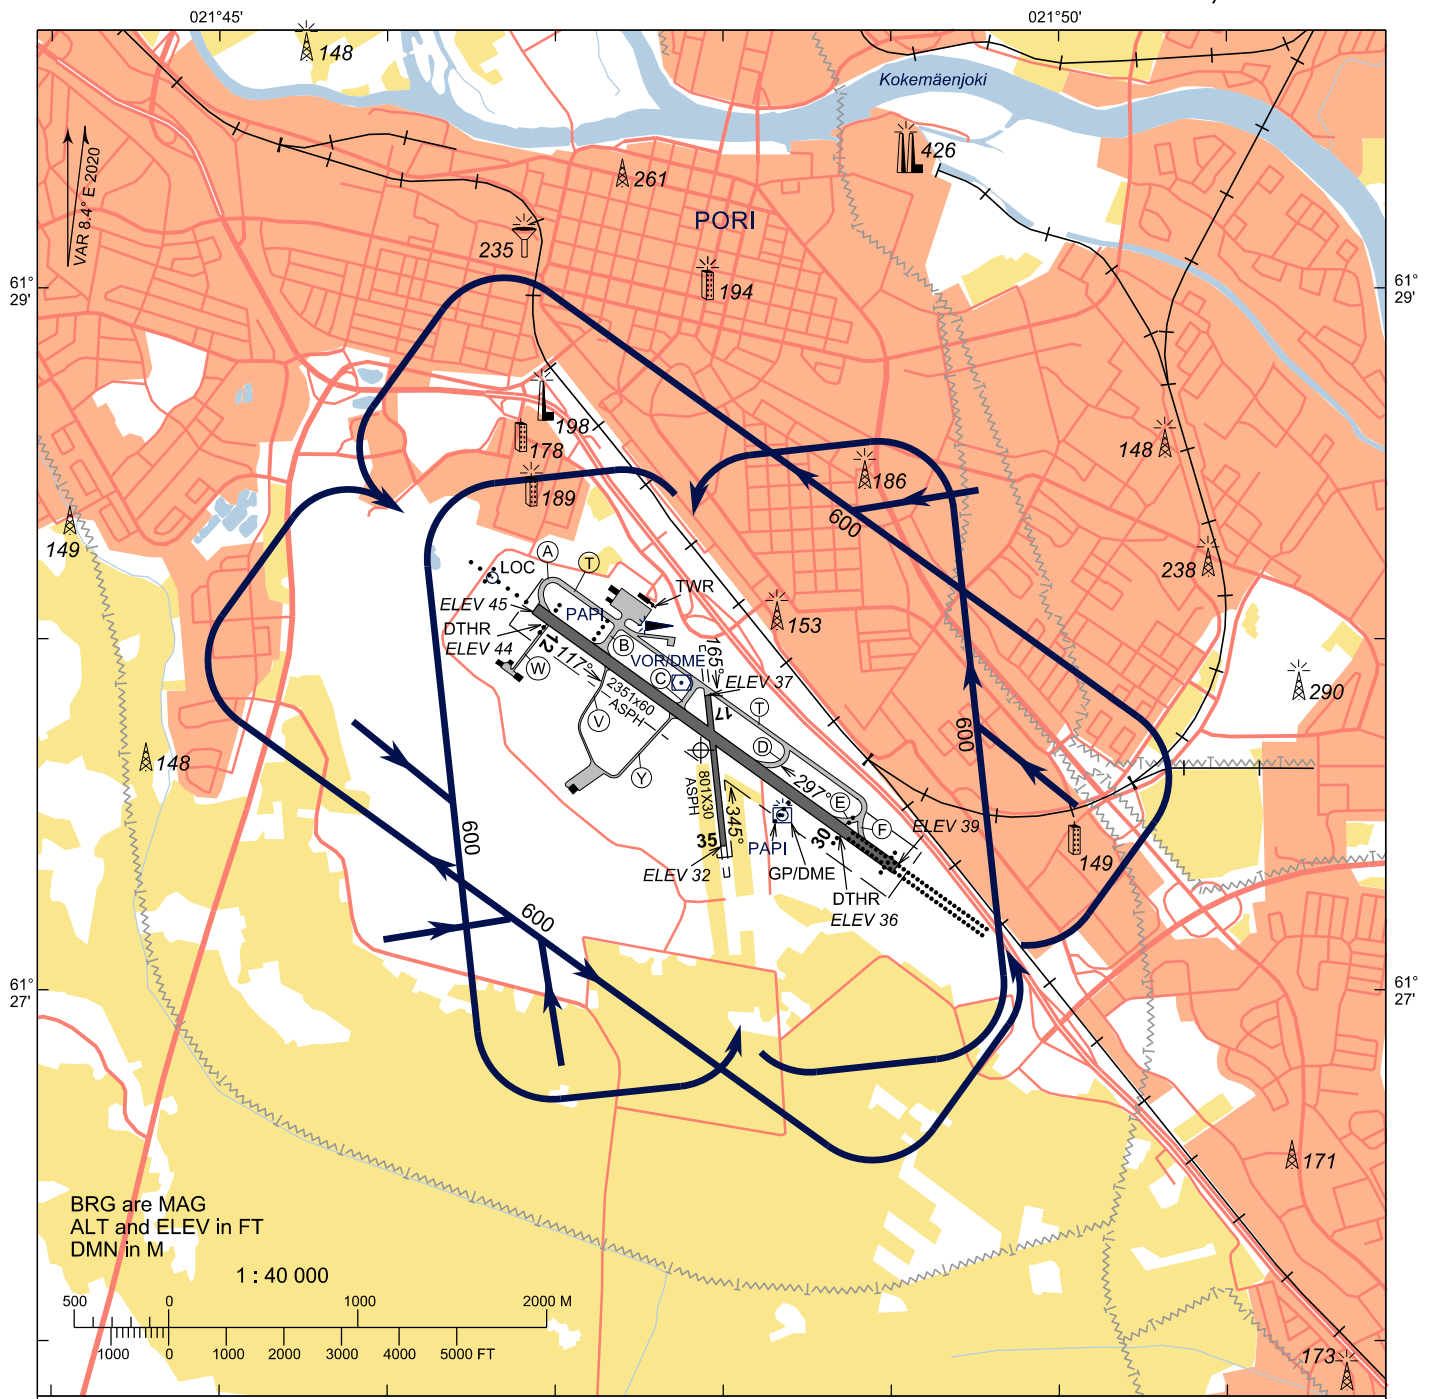 021°45'
021°50'
148
Kokemäenjoki
426
VAR 8.4° E 2020
261
PORI
235
61°
29'
61°
29'
194
198
178
148
186
189
600
149
238
A
T
LOC
TWR
ELEV 45
PAPI
153
DTHR
ELEV 44
12
B
165°
VOR/DME
W
117°
C
ELEV 37
290
2351x60
ASPH
17
T
V
600
D
148
Y
297°
801X30
ASPH
E
345°
F
ELEV 39
600
35
PAPI
30
149
ELEV 32
GP/DME
DTHR
ELEV 36
600
61°
27'
61°
27'
171
BRG are MAG
ALT and ELEV in FT
DMN in M
1 : 40 000
500 0 1000 2000 M
1000 0 1000 2000 3000 4000 5000 FT
173